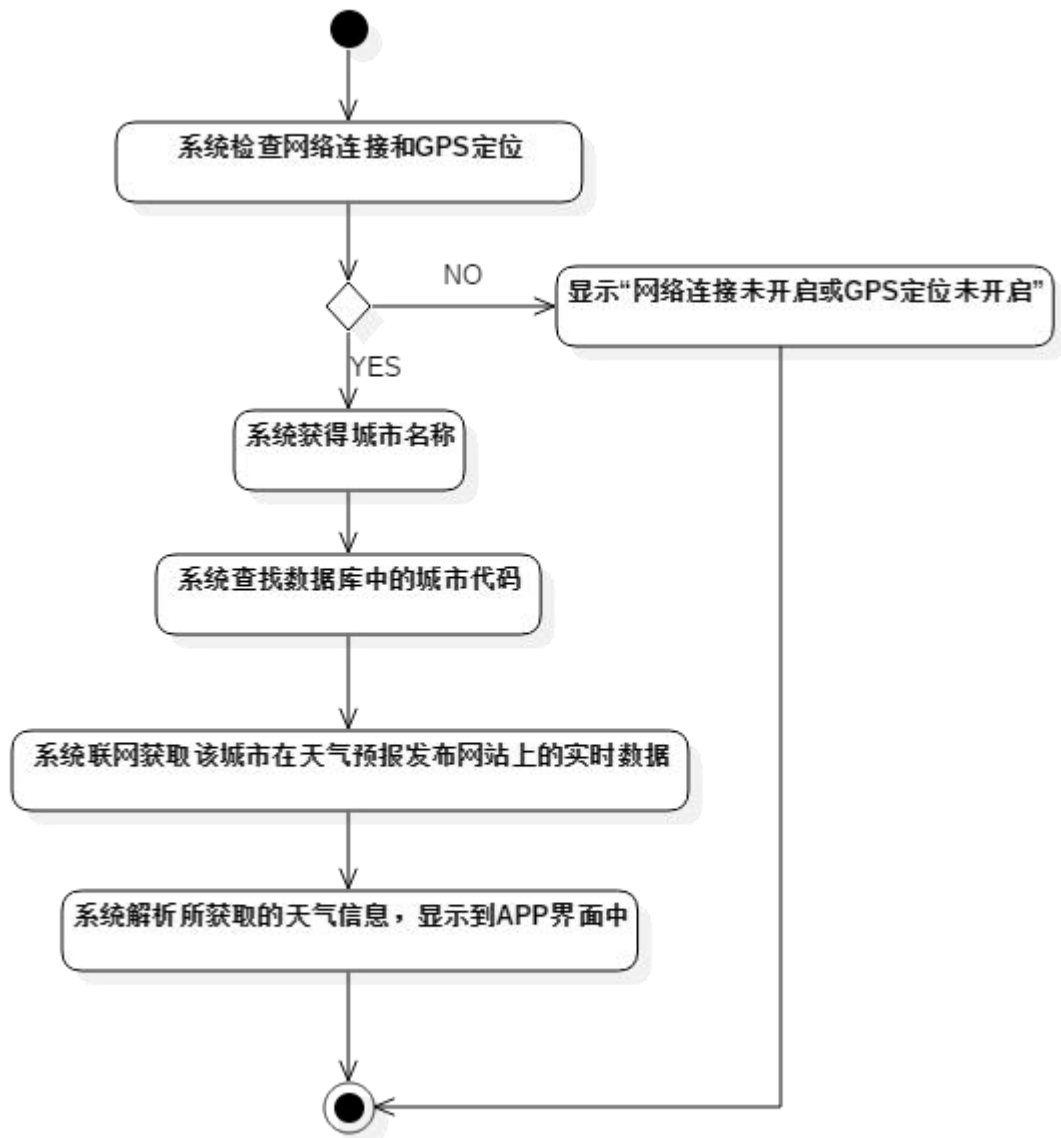 系统检查网络连接和GPS定位
NO
显示“网络连接未开启或GPS定位未开启”
YES
系统获得城市名称
系统查找数据库中的城市代码
系统联网获取该城市在天气预报发布网站上的实时数据
系统解析所获取的天气信息，显示到APP界面中